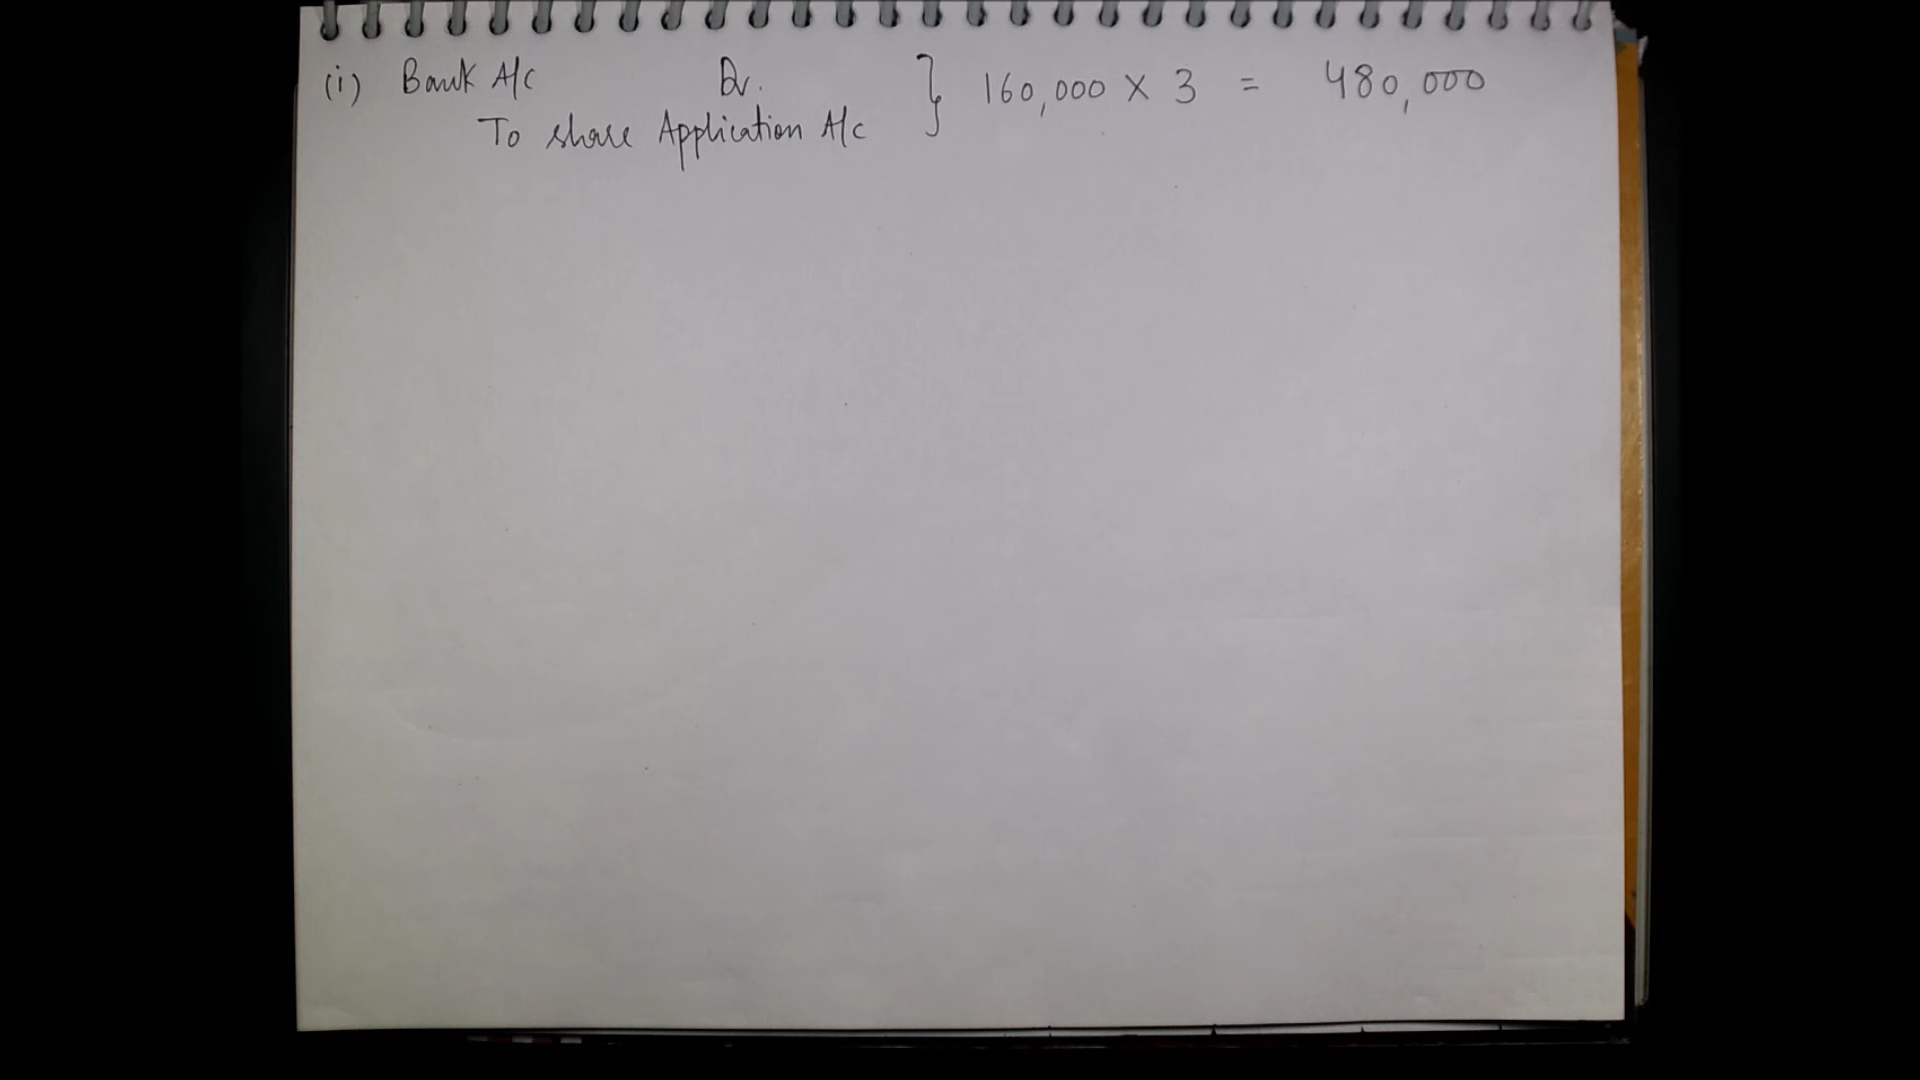 (i) Bank A/c Dr. } 160,000 X 3 = 480,000
To share Application A/c